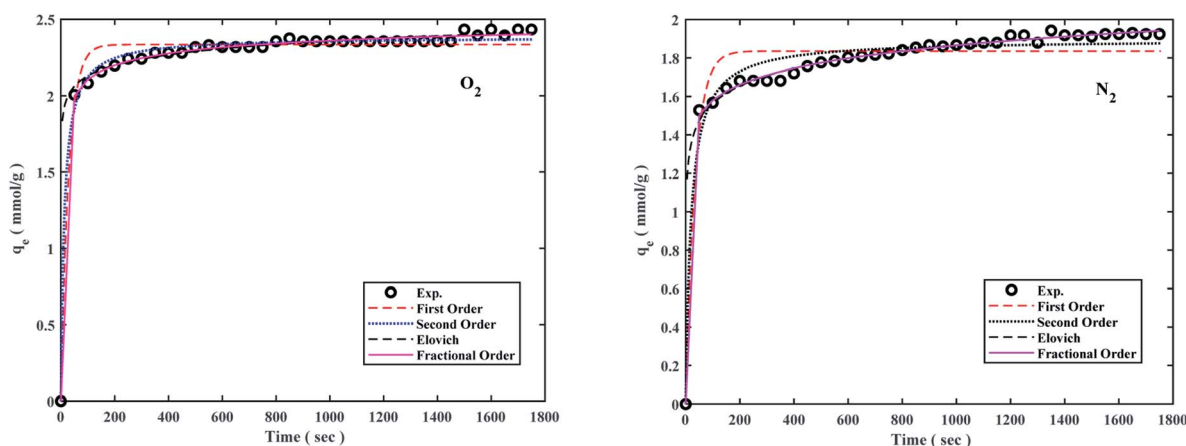 2.5
2
1.5
1
0.5
0
q_e ( mmol/g )
O_2
Exp.
First Order
Second Order
Elovich
Fractional Order
0 200 400 600 800 1000 1200 1400 1600 1800
Time ( sec )
2
1.8
1.6
1.4
1.2
1
0.8
0.6
0.4
0.2
0
q_e ( mmol/g )
N_2
Exp.
First Order
Second Order
Elovich
Fractional Order
0 200 400 600 800 1000 1200 1400 1600 1800
Time ( sec )